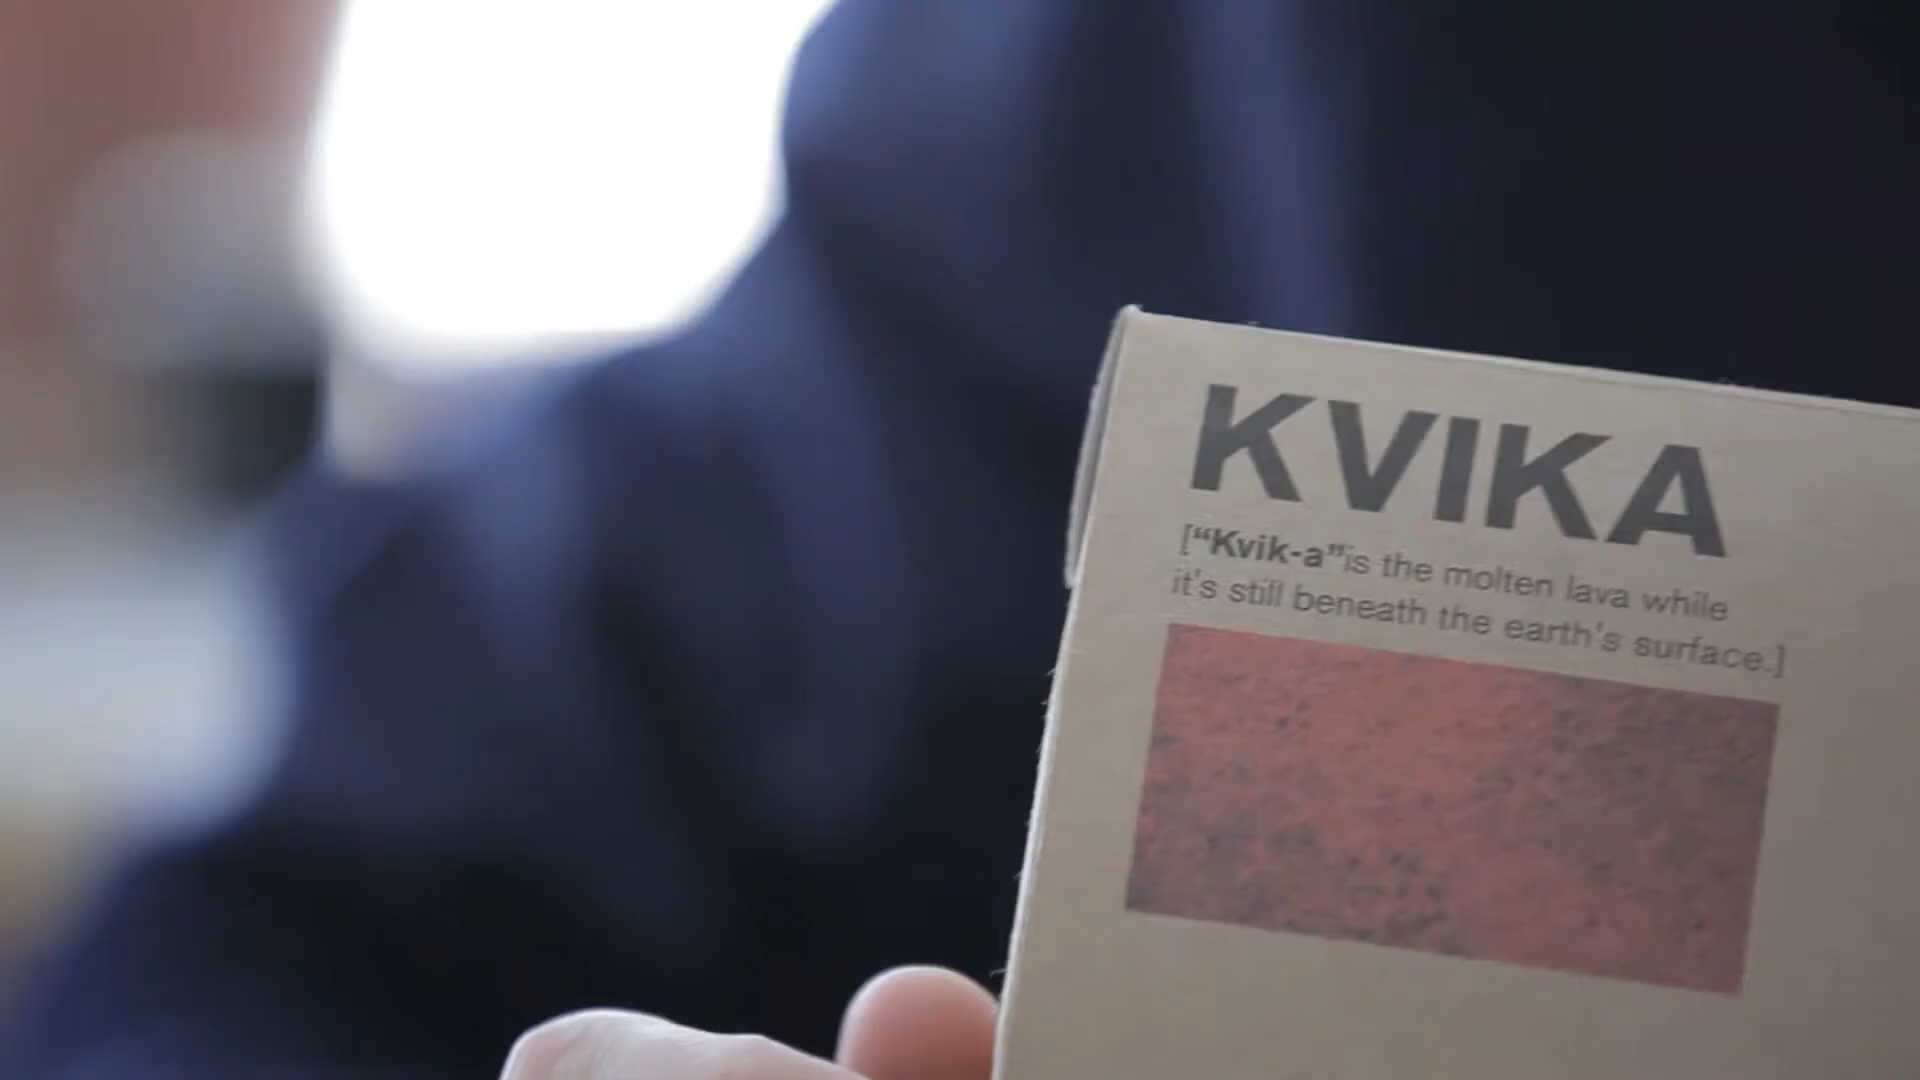 KVIKA
[“Kvik-a”is the molten lava while
it's still beneath the earth's surface.]